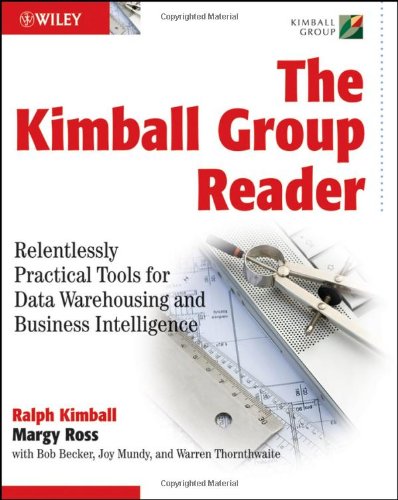 Copyrighted Material
WILEY
KIMBALL
GROUP
The
Kimball Group
Reader
Relentlessly
Practical Tools for
Data Warehousing and
Business Intelligence
Ralph Kimball
Margy Ross
with Bob Becker, Joy Mundy, and Warren Thornthwaite
Copyrighted Material